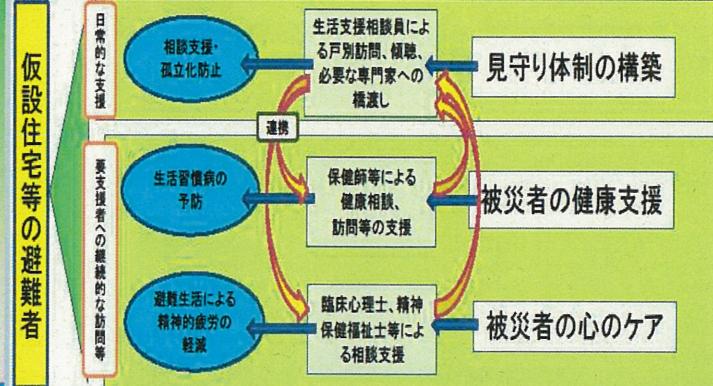 仮設住宅等の避難者
日常的な支援
相談支援・
孤立化防止
生活支援相談員によ
る戸別訪問、傾聴、
必要な専門家への
橋渡し
見守り体制の構築
連携
要支援者への継続的な訪問等
生活習慣病の
予防
保健師等による
健康相談、
訪問等の支援
被災者の健康支援
避難生活による
精神的疲労の
軽減
臨床心理士、精神
保健福祉士等によ
る相談支援
被災者の心のケア